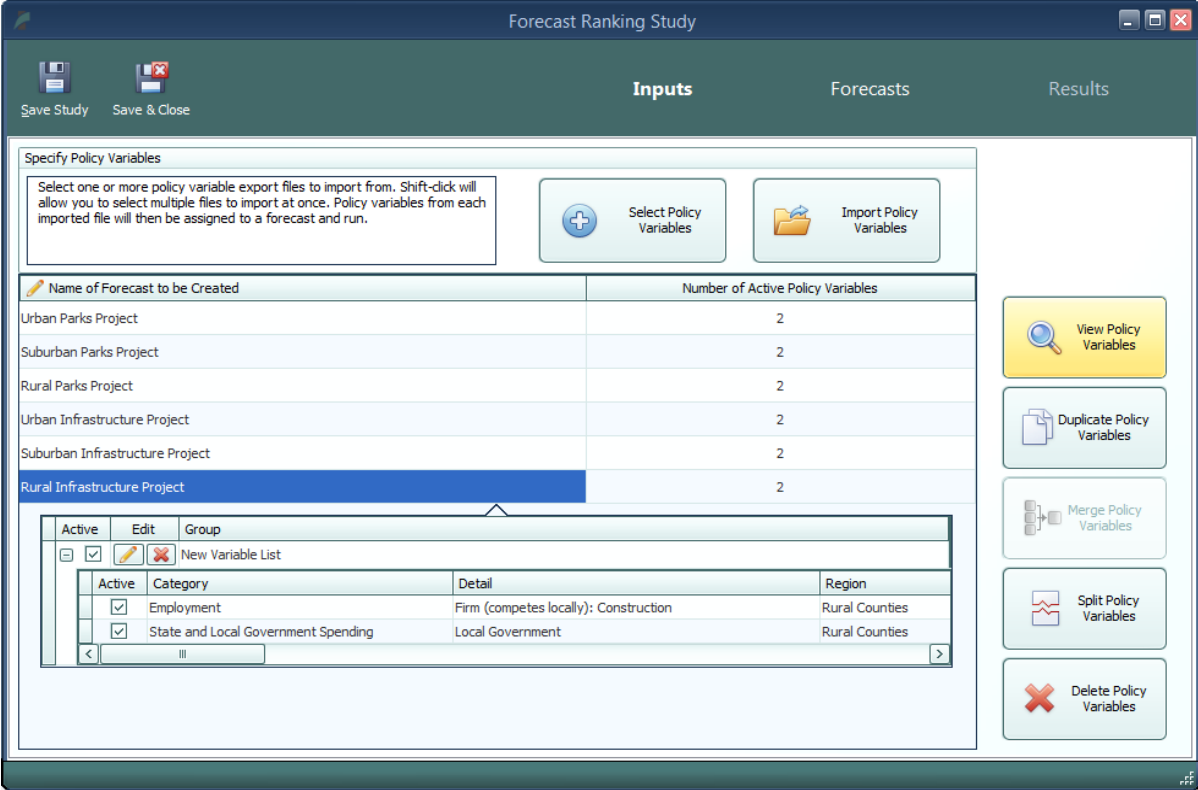 Forecast Ranking Study
Save Study
Save & Close
Inputs
Forecasts
Results
Specify Policy Variables
Select one or more policy variable export files to import from. Shift-click will
allow you to select multiple files to import at once. Policy variables from each
imported file will then be assigned to a forecast and run.
Select Policy
Variables
Import Policy
Variables
Name of Forecast to be Created
Number of Active Policy Variables
Urban Parks Project 2
Suburban Parks Project 2
Rural Parks Project 2
Urban Infrastructure Project 2
Suburban Infrastructure Project 2
Rural Infrastructure Project 2
Active Edit Group
New Variable List
Active Category Detail Region
Employment Firm (competes locally): Construction Rural Counties
State and Local Government Spending Local Government Rural Counties
View Policy
Variables
Duplicate Policy
Variables
Merge Policy
Variables
Split Policy
Variables
Delete Policy
Variables